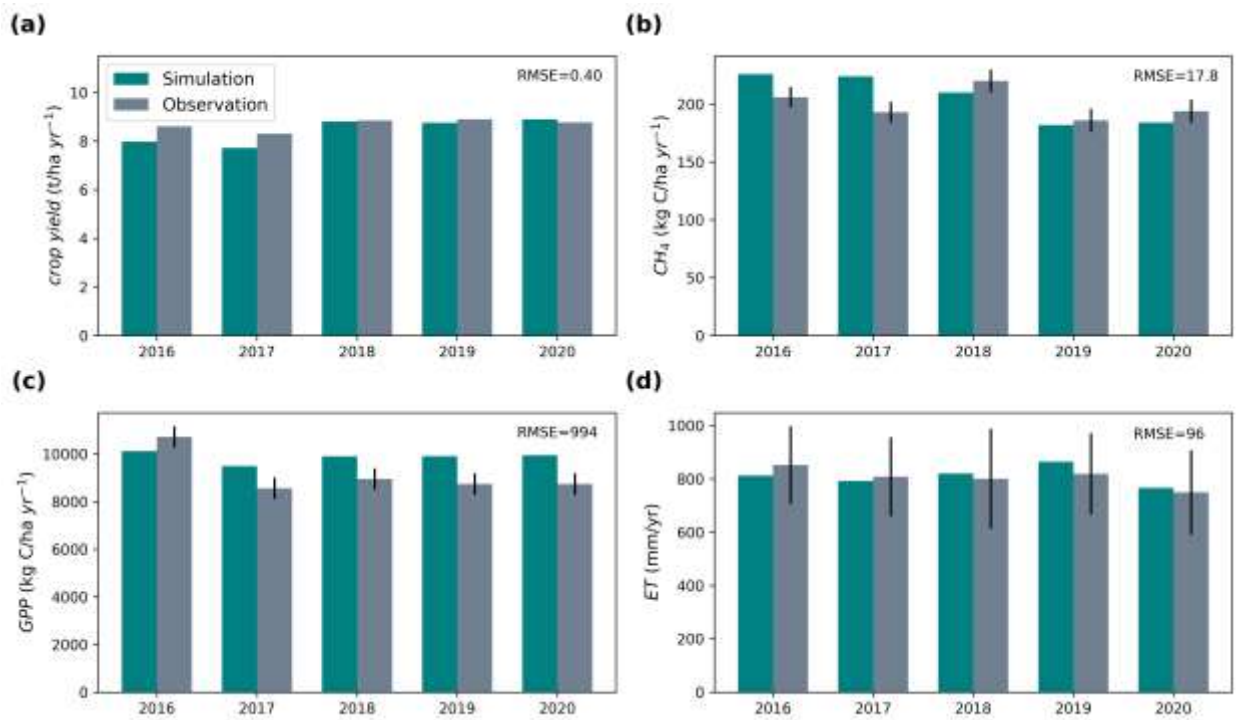 (a)
Simulation
Observation
RMSE=0.40
crop yield (t/ha yr⁻¹)
10
8
6
4
2
0
2016 2017 2018 2019 2020
(b)
RMSE=17.8
CH₄ (kg C/ha yr⁻¹)
200
150
100
50
0
2016 2017 2018 2019 2020
(c)
RMSE=994
GPP (kg C/ha yr⁻¹)
10000
8000
6000
4000
2000
0
2016 2017 2018 2019 2020
(d)
RMSE=96
ET (mm/yr)
1000
800
600
400
200
0
2016 2017 2018 2019 2020